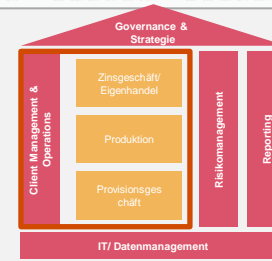 Governance &
Strategie
Client Management &
Operations
Zinsgeschäft/
Eigenhandel
Produktion
Provisionsges
chäft
Risikomanagement
Reporting
IT/ Datenmanagement